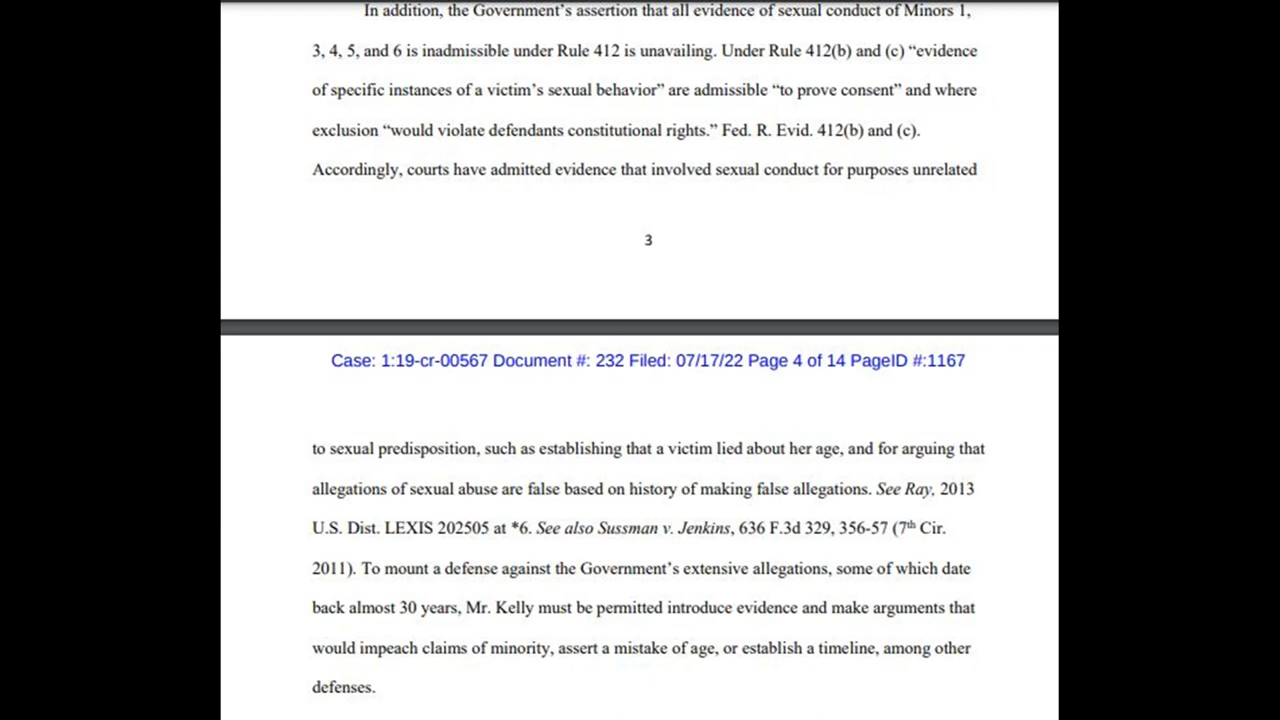 In addition, the Government’s assertion that all evidence of sexual conduct of Minors 1,
3, 4, 5, and 6 is inadmissible under Rule 412 is unavailing. Under Rule 412(b) and (c) “evidence
of specific instances of a victim’s sexual behavior” are admissible “to prove consent” and where
exclusion “would violate defendants constitutional rights.” Fed. R. Evid. 412(b) and (c).
Accordingly, courts have admitted evidence that involved sexual conduct for purposes unrelated
3
Case: 1:19-cr-00567 Document #: 232 Filed: 07/17/22 Page 4 of 14 PageID #:1167
to sexual predisposition, such as establishing that a victim lied about her age, and for arguing that
allegations of sexual abuse are false based on history of making false allegations. See Ray, 2013
U.S. Dist. LEXIS 202505 at *6. See also Sussman v. Jenkins, 636 F.3d 329, 356-57 (7th Cir.
2011). To mount a defense against the Government’s extensive allegations, some of which date
back almost 30 years, Mr. Kelly must be permitted introduce evidence and make arguments that
would impeach claims of minority, assert a mistake of age, or establish a timeline, among other
defenses.